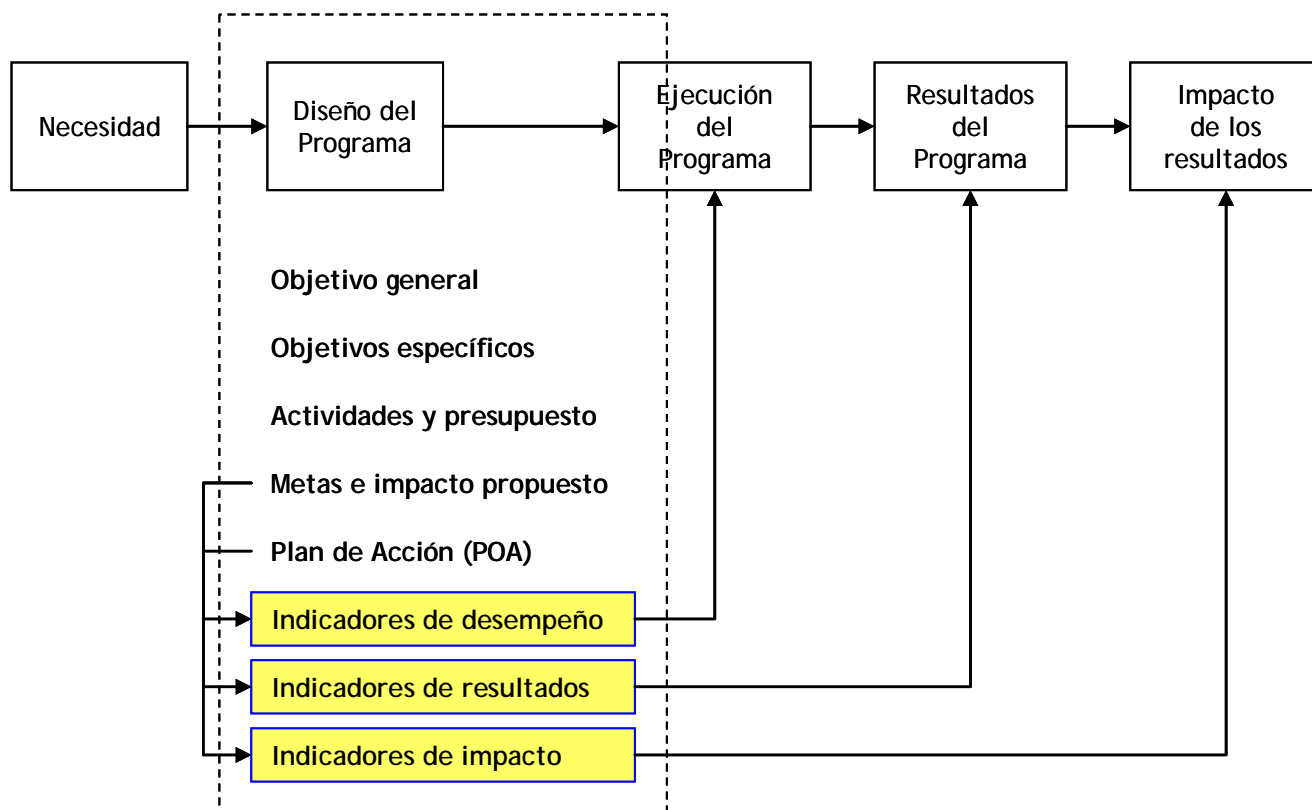 Necesidad
Diseño del
Programa
Ejecución
del
Programa
Resultados
del
Programa
Impacto
de los
resultados
Objetivo general
Objetivos específicos
Actividades y presupuesto
Metas e impacto propuesto
Plan de Acción (POA)
Indicadores de desempeño
Indicadores de resultados
Indicadores de impacto